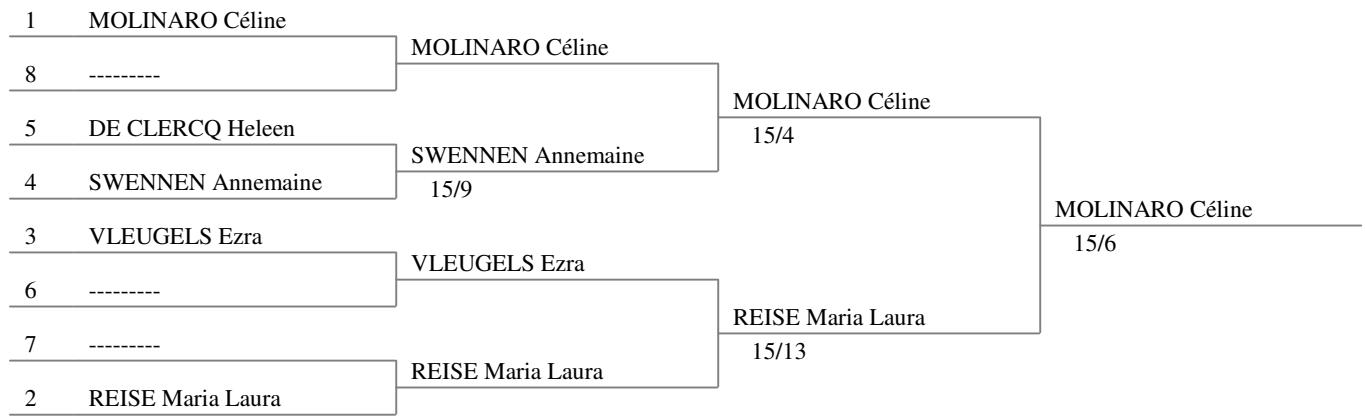 1 MOLINARO Céline
MOLINARO Céline
8 ---------
MOLINARO Céline
5 DE CLERCQ Heleen
15/4
SWENNEN Annemaine
4 SWENNEN Annemaine
15/9
MOLINARO Céline
3 VLEUGELS Ezra
15/6
VLEUGELS Ezra
6 ---------
REISE Maria Laura
7 ---------
15/13
REISE Maria Laura
2 REISE Maria Laura